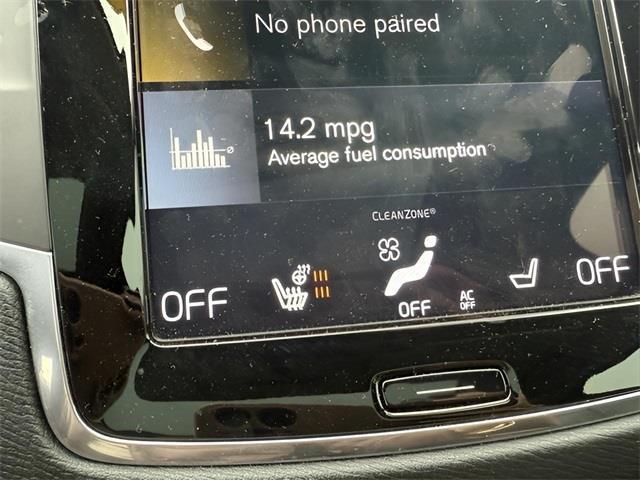 No phone paired
14.2 mpg
Average fuel consumption
CLEANZONE®
OFF
OFF
AC
OFF
OFF